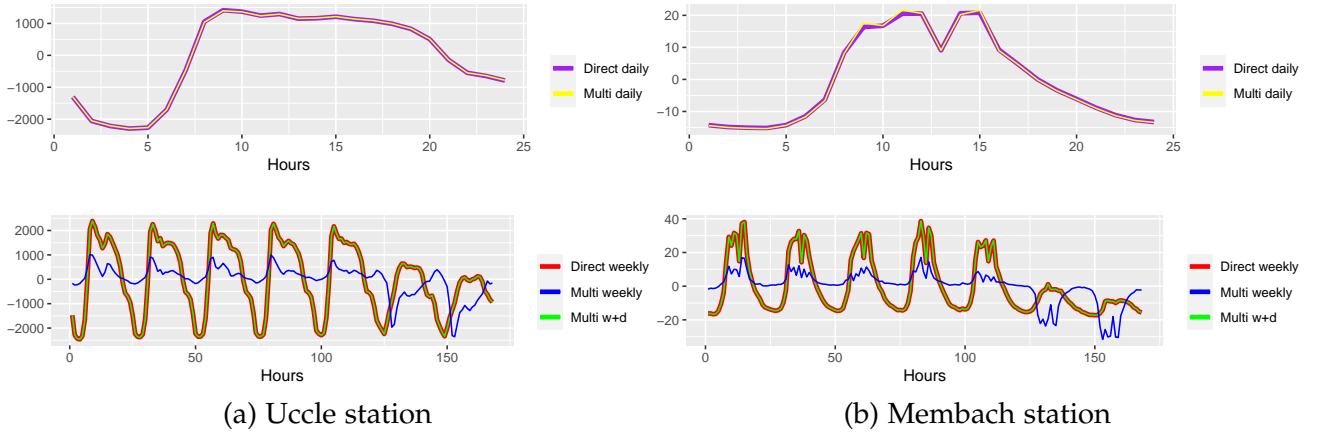 1000
0
−1000
−2000
0
5
10
15
20
25
Hours
Direct daily
Multi daily
20
10
0
−10
0
5
10
15
20
25
Hours
Direct daily
Multi daily
2000
1000
0
−1000
−2000
0
50
100
150
Hours
Direct weekly
Multi weekly
Multi w+d
40
20
0
−20
0
50
100
150
Hours
Direct weekly
Multi weekly
Multi w+d
(a) Uccle station
(b) Membach station